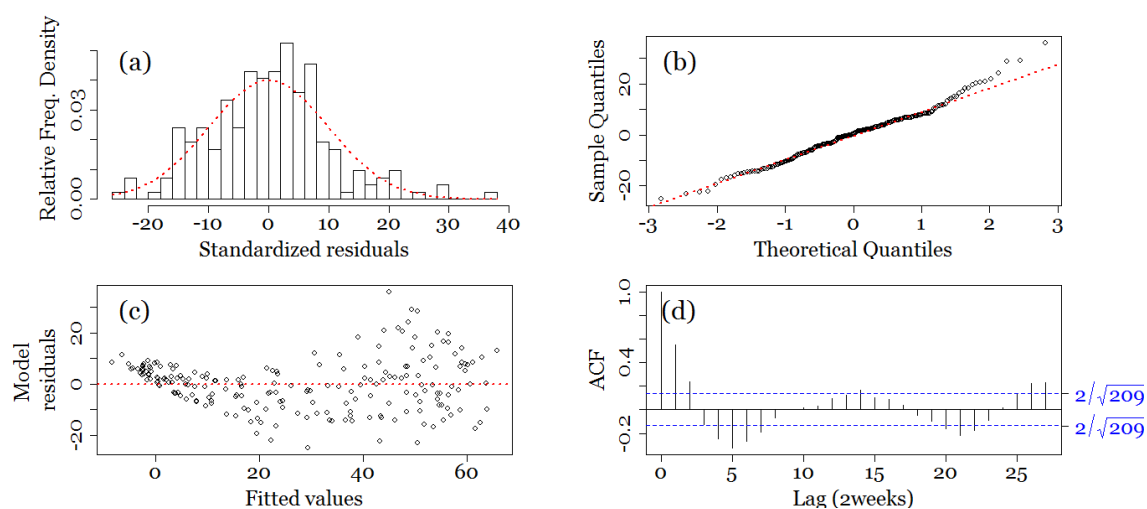 (a)
Relative Freq. Density
0.00
0.03
-20
-10
0
10
20
30
40
Standardized residuals
(b)
Sample Quantiles
-20
0
20
-3
-2
-1
0
1
2
3
Theoretical Quantiles
(c)
Model
residuals
-20
0
20
0
20
40
60
Fitted values
(d)
ACF
-0.2
0.4
1.0
2/√209
2/√209
0
5
10
15
20
25
Lag (2weeks)